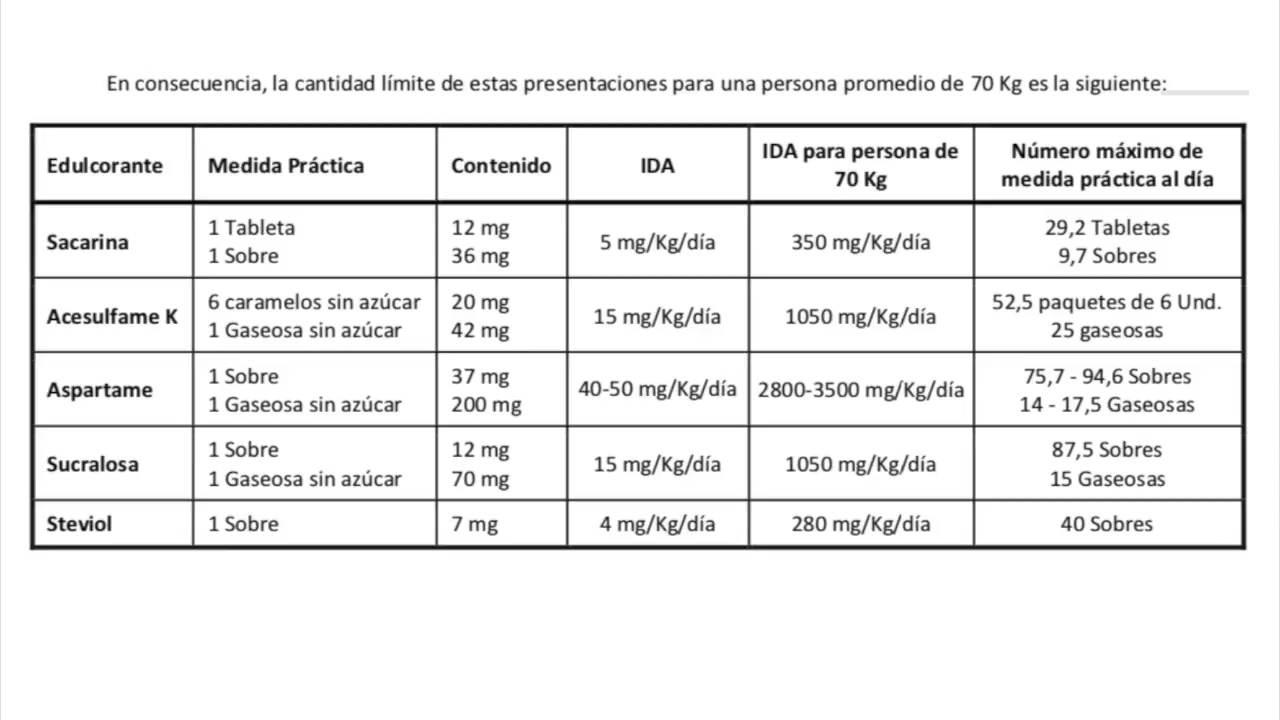 En consecuencia, la cantidad límite de estas presentaciones para una persona promedio de 70 Kg es la siguiente:
Edulcorante Medida Práctica Contenido IDA IDA para persona de 70 Kg Número máximo de medida práctica al día
Sacarina 1 Tableta 12 mg 5 mg/Kg/día 350 mg/Kg/día 29,2 Tabletas
1 Sobre 36 mg 9,7 Sobres
Acesulfame K 6 caramelos sin azúcar 20 mg 15 mg/Kg/día 1050 mg/Kg/día 52,5 paquetes de 6 Und.
1 Gaseosa sin azúcar 42 mg 25 gaseosas
Aspartame 1 Sobre 37 mg 40-50 mg/Kg/día 2800-3500 mg/Kg/día 75,7 - 94,6 Sobres
1 Gaseosa sin azúcar 200 mg 14 - 17,5 Gaseosas
Sucralosa 1 Sobre 12 mg 15 mg/Kg/día 1050 mg/Kg/día 87,5 Sobres
1 Gaseosa sin azúcar 70 mg 15 Gaseosas
Steviol 1 Sobre 7 mg 4 mg/Kg/día 280 mg/Kg/día 40 Sobres